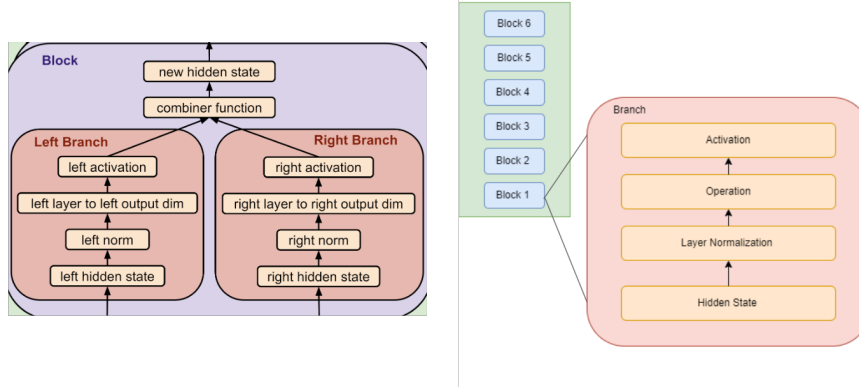 Block
new hidden state
combiner function
Left Branch
left activation
left layer to left output dim
left norm
left hidden state
Right Branch
right activation
right layer to right output dim
right norm
right hidden state
Block 6
Block 5
Block 4
Block 3
Block 2
Block 1
Branch
Activation
Operation
Layer Normalization
Hidden State